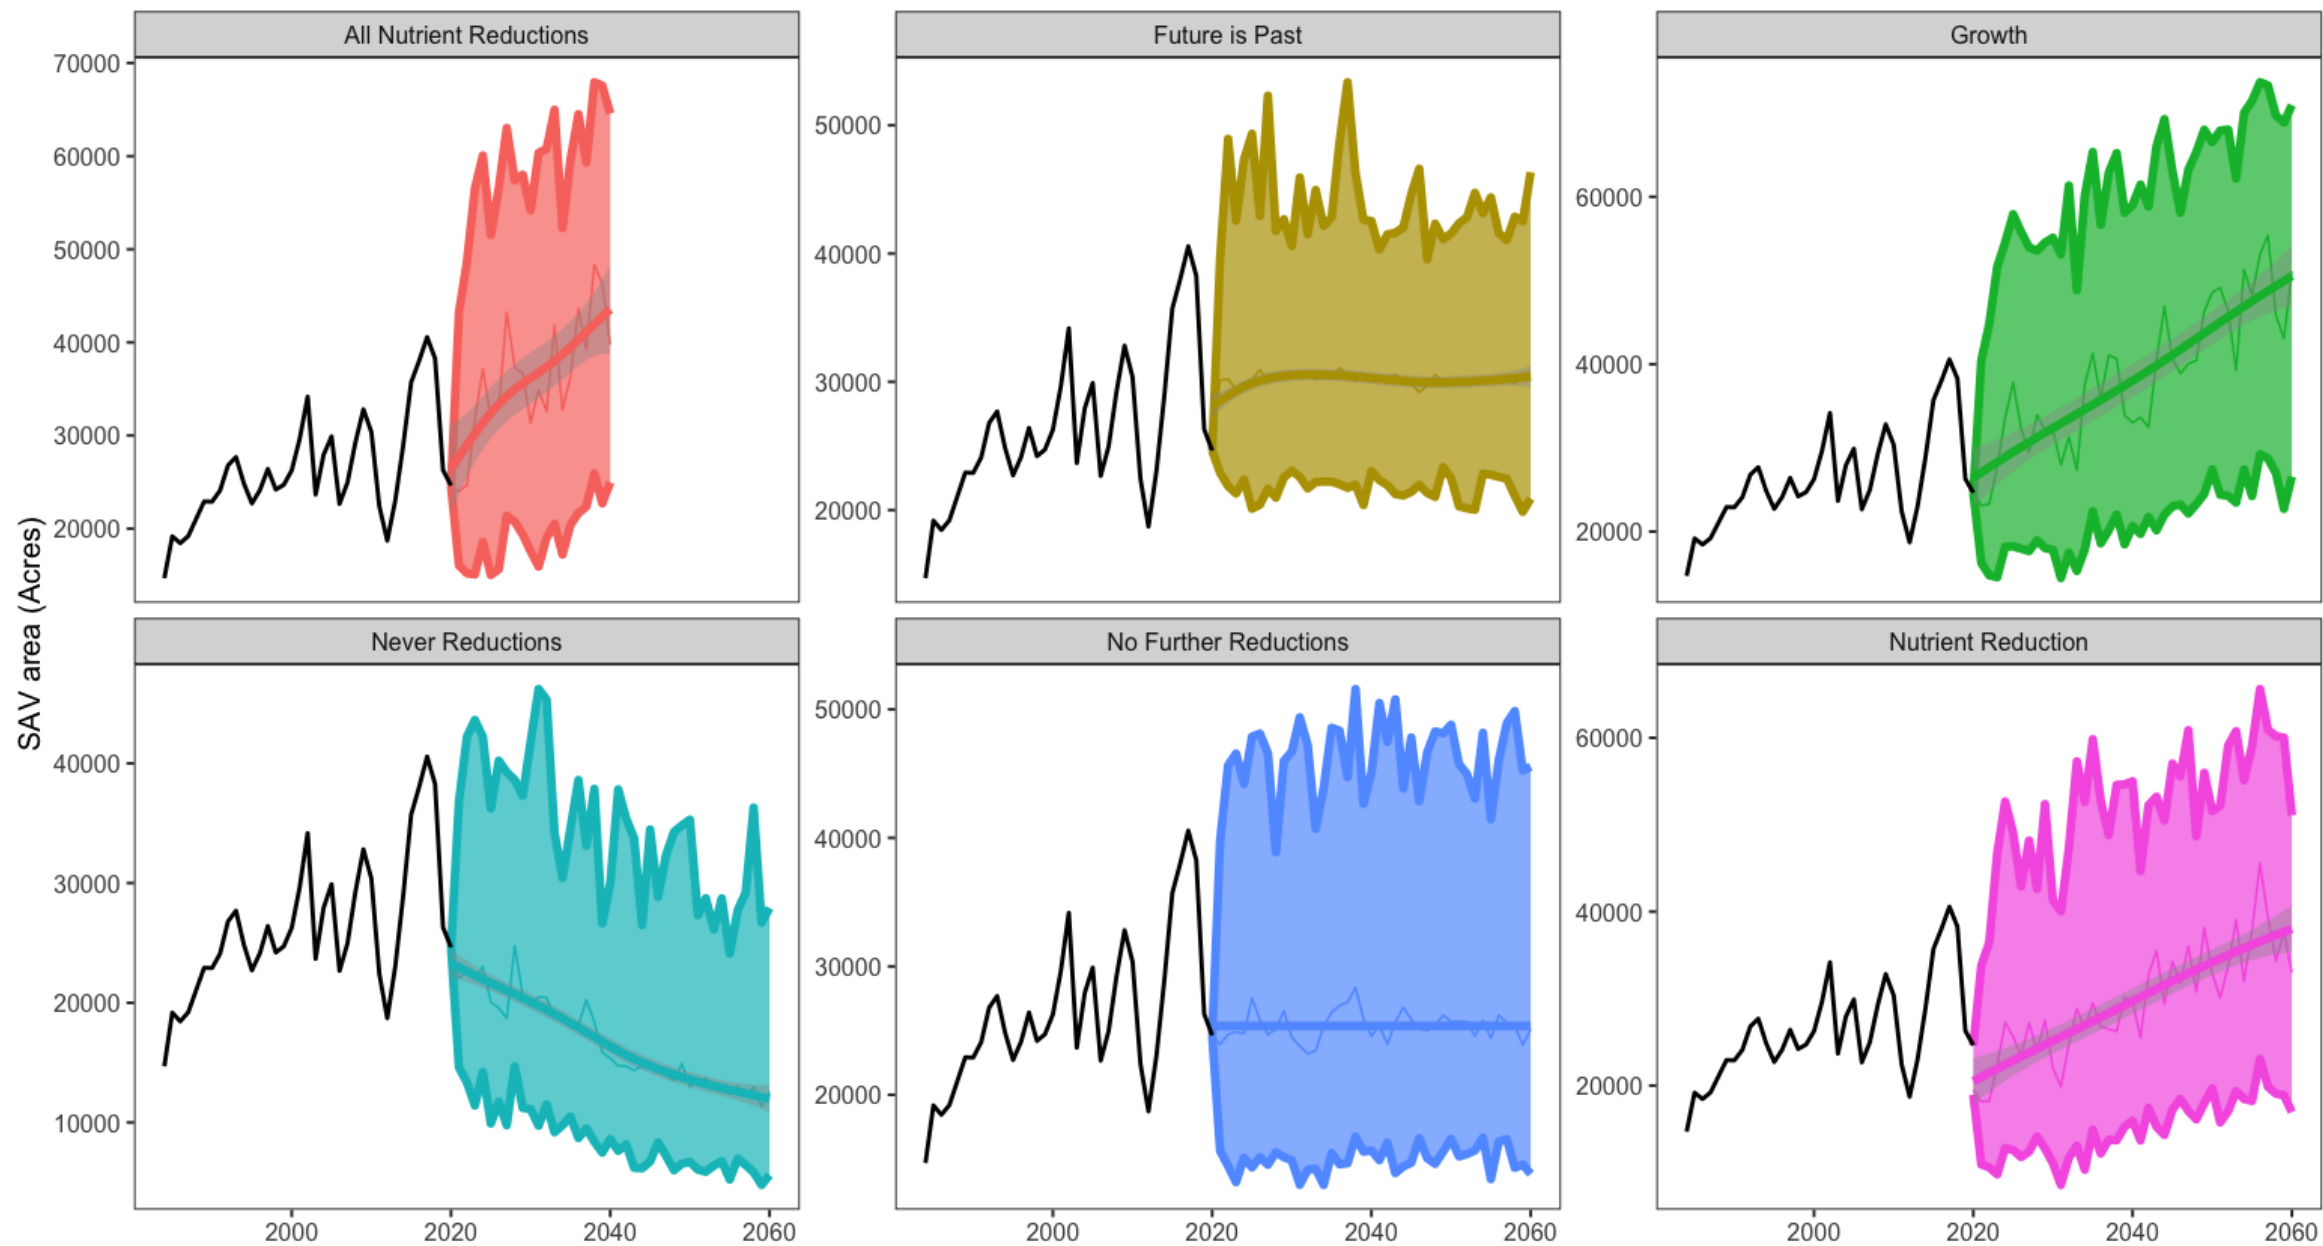 All Nutrient Reductions
Future is Past
Growth
70000
60000
50000
40000
30000
20000
50000
40000
30000
20000
60000
40000
20000
SAV area (Acres)
Never Reductions
No Further Reductions
Nutrient Reduction
40000
30000
20000
10000
50000
40000
30000
20000
60000
40000
20000
2000 2020 2040 2060
2000 2020 2040 2060
2000 2020 2040 2060